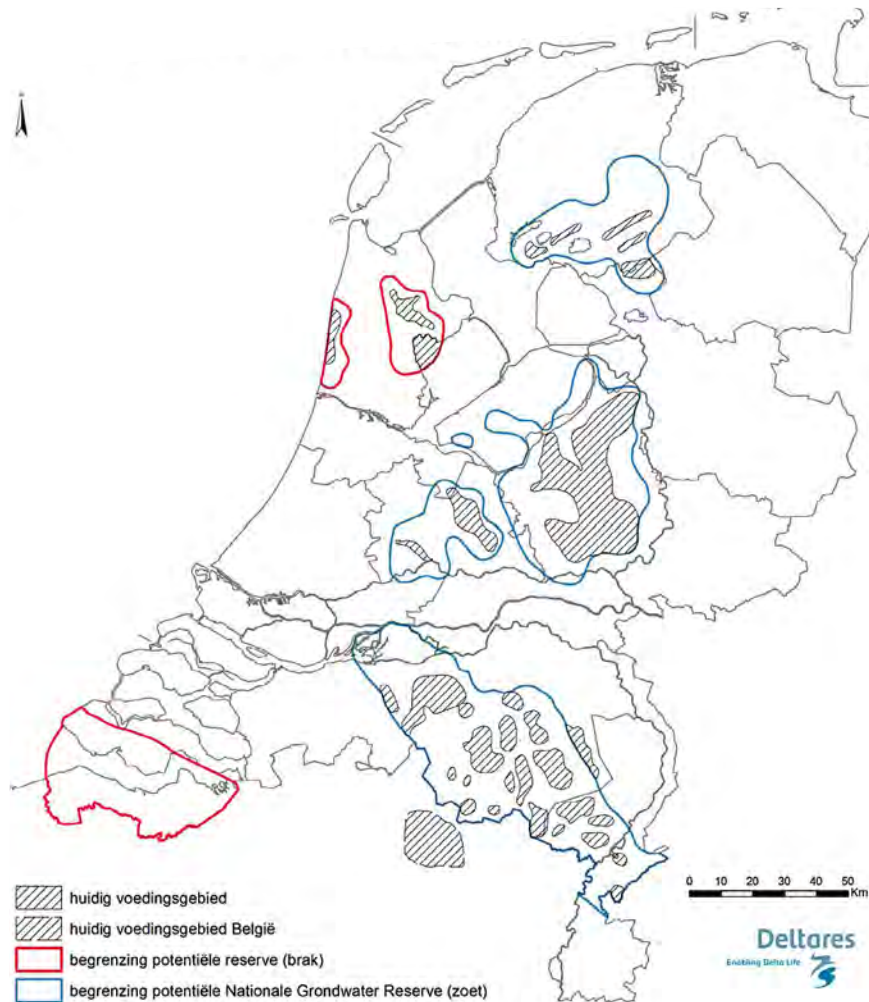 huidig voedingsgebied
huidig voedingsgebied België
begrenzing potentiële reserve (brak)
begrenzing potentiële Nationale Grondwater Reserve (zoet)
0 10 20 30 40 50
Km
Deltares
Enabling Delta Life